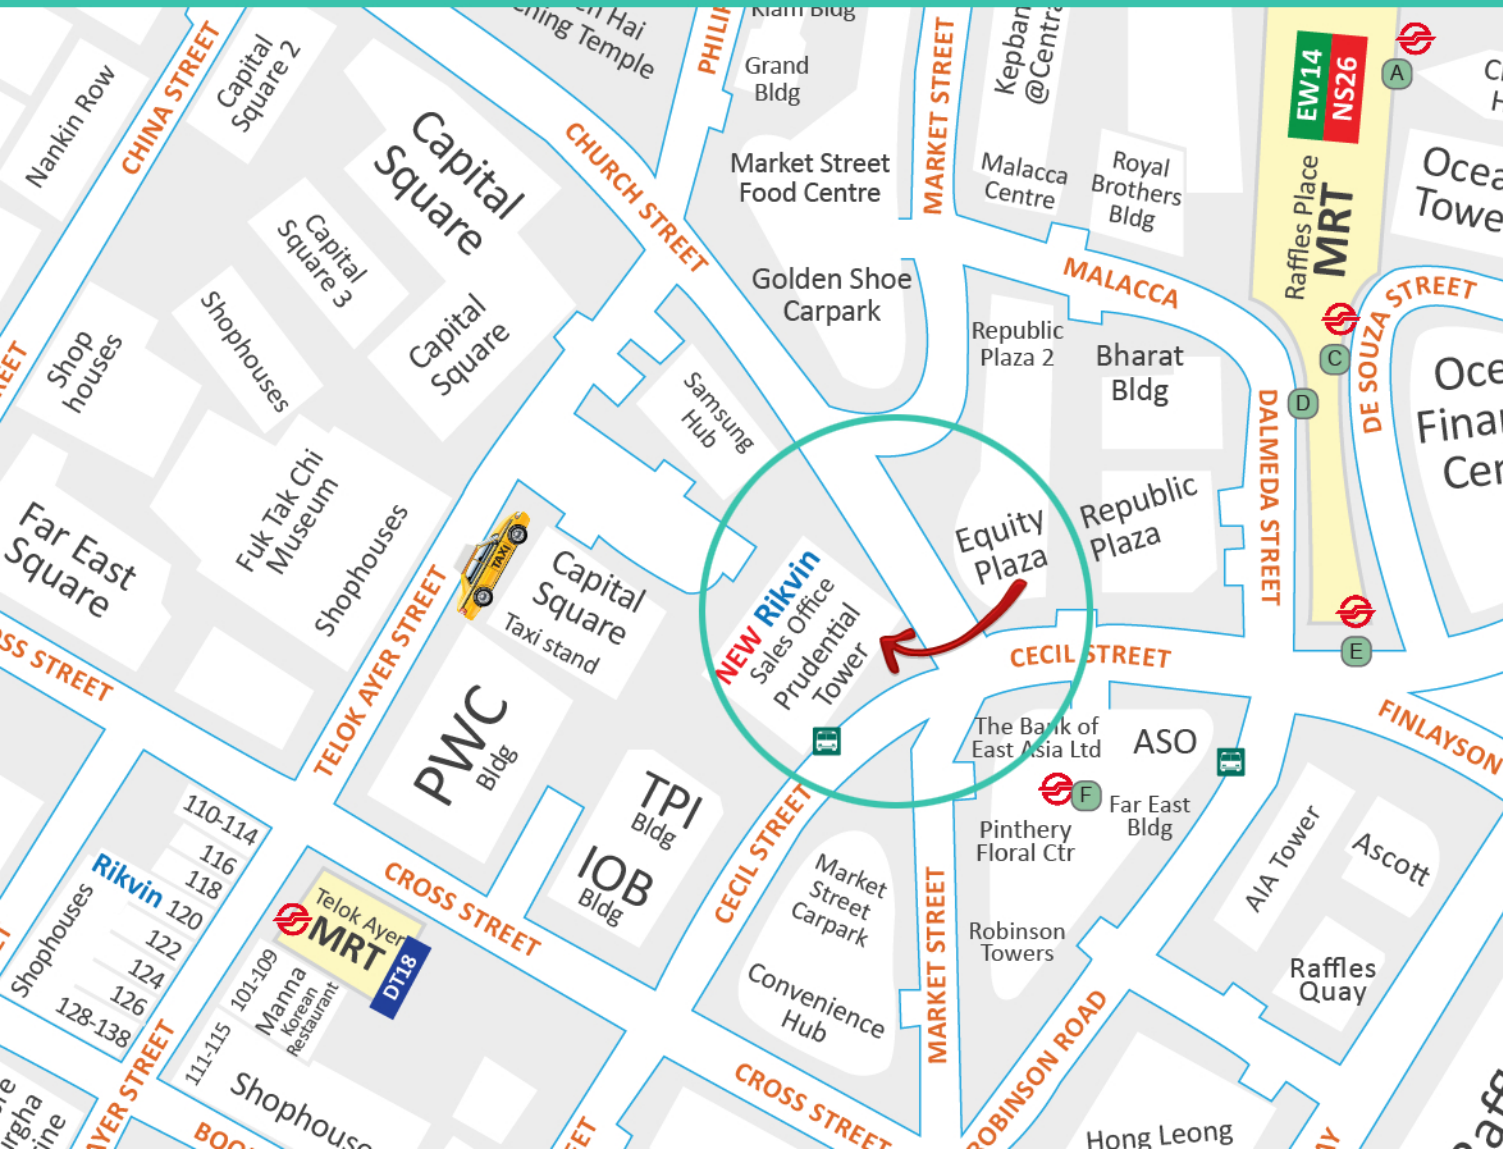 Nankin Row
CHINA STREET
Capital
Square 2
Capital
Square
CHURCH STREET
Temple
Grand
Bldg
Market Street
Food Centre
MARKET STREET
@Centra
Malacca
Centre
Royal
Brothers
Bldg
EW14
NS26
Raffles Place
MRT
A
Capital
Square 3
Capital
Square
Shophouses
Shop
houses
Golden Shoe
Carpark
MALACCA
Republic
Plaza 2
Bharat
Bldg
C
D
DE SOUZA STREET
DALMEDA STREET
Samsung
Hub
Far East
Square
Fuk Tak Chi
Museum
Shophouses
TELOK AYER STREET
TAXI
Capital
Square
Taxi stand
NEW Rikvin
Sales Office
Prudential
Tower
Equity
Plaza
Republic
Plaza
CECIL STREET
E
FINLAYSON
CROSS STREET
PWC
Bldg
TPI
Bldg
IOB
Bldg
CECIL STREET
The Bank of
East Asia Ltd
ASO
F
Far East
Bldg
Pinthery
Floral Ctr
AIA Tower
Ascott
110-114
116
118
Rikvin 120
122
124
126
128-138
Shophouses
Telok Ayer
MRT
DT18
101-109
Manna
Korean
Restaurant
111-115
Shophouse
Market
Street
Carpark
Convenience
Hub
MARKET STREET
Robinson
Towers
Raffles
Quay
ROBINSON ROAD
CROSS STREET
AYER STREET
Hong Leong